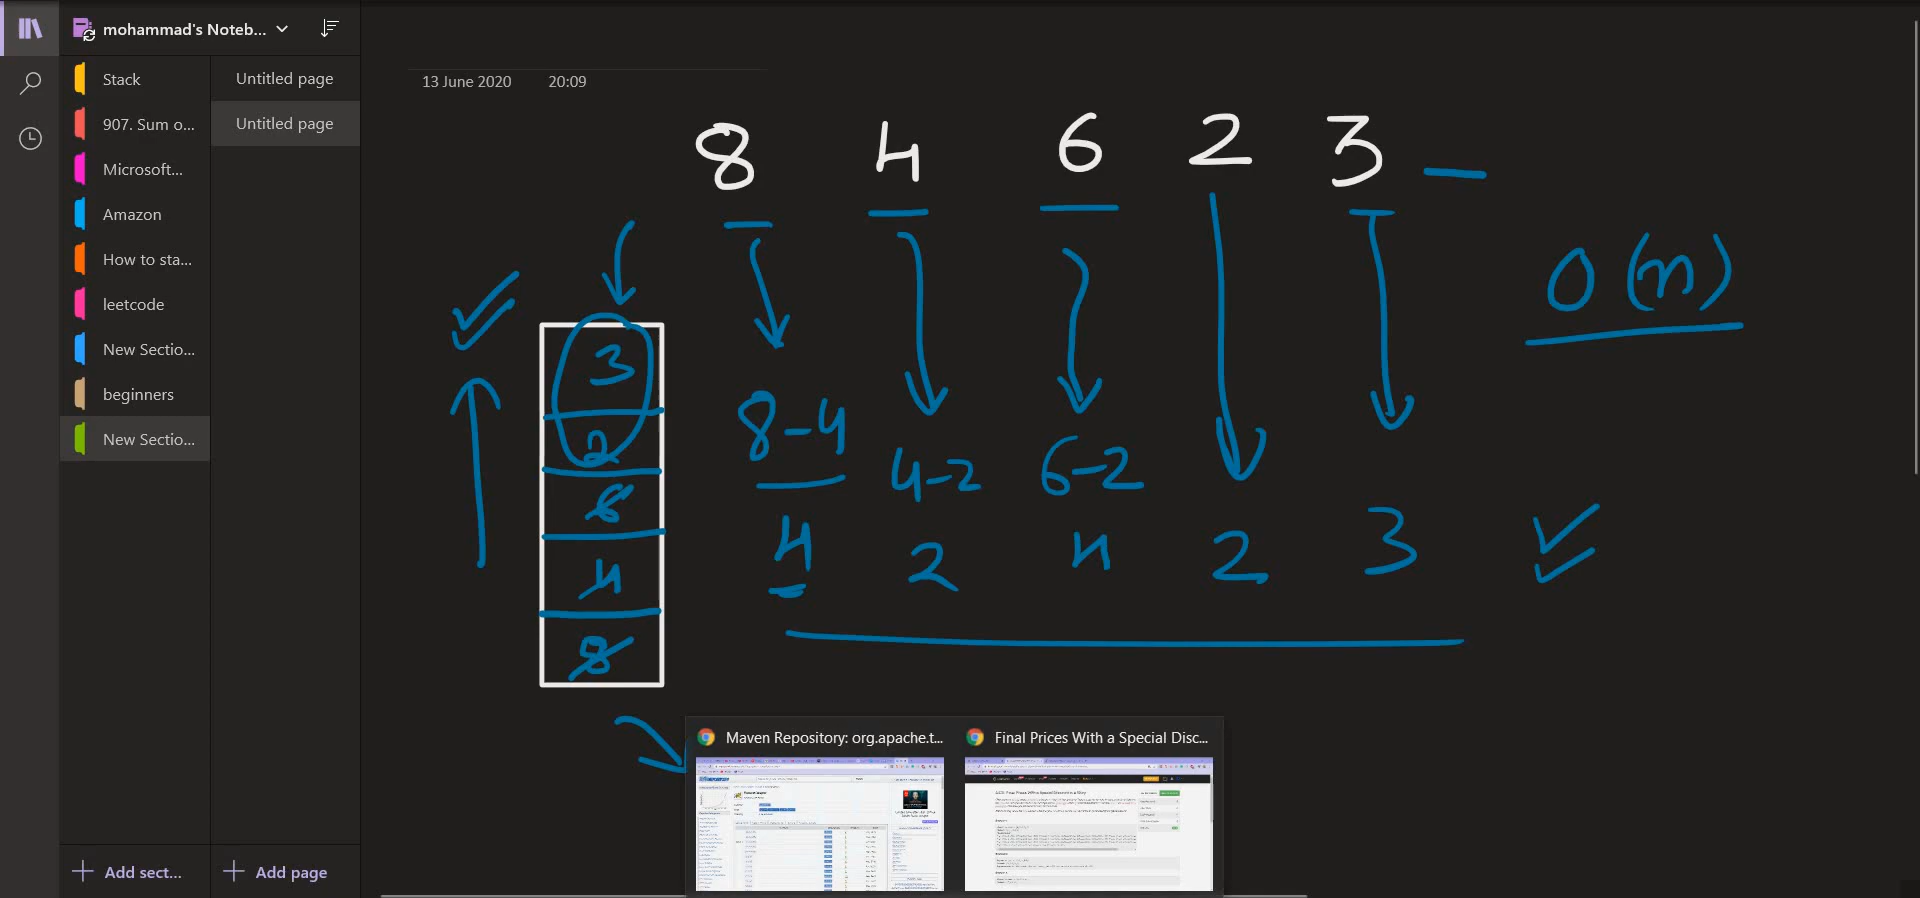 mohammad's Noteb...
Stack
907. Sum o...
Microsoft...
Amazon
How to sta...
leetcode
New Sectio...
beginners
New Sectio...
Add sect...
Untitled page
Untitled page
Add page
13 June 2020 20:09
8 4 6 2 3
O(n)
3
2
6
4
8
8-4 4-2 6-2
4 2 4 2 3
Maven Repository: org.apache.t...
Final Prices With a Special Disc...